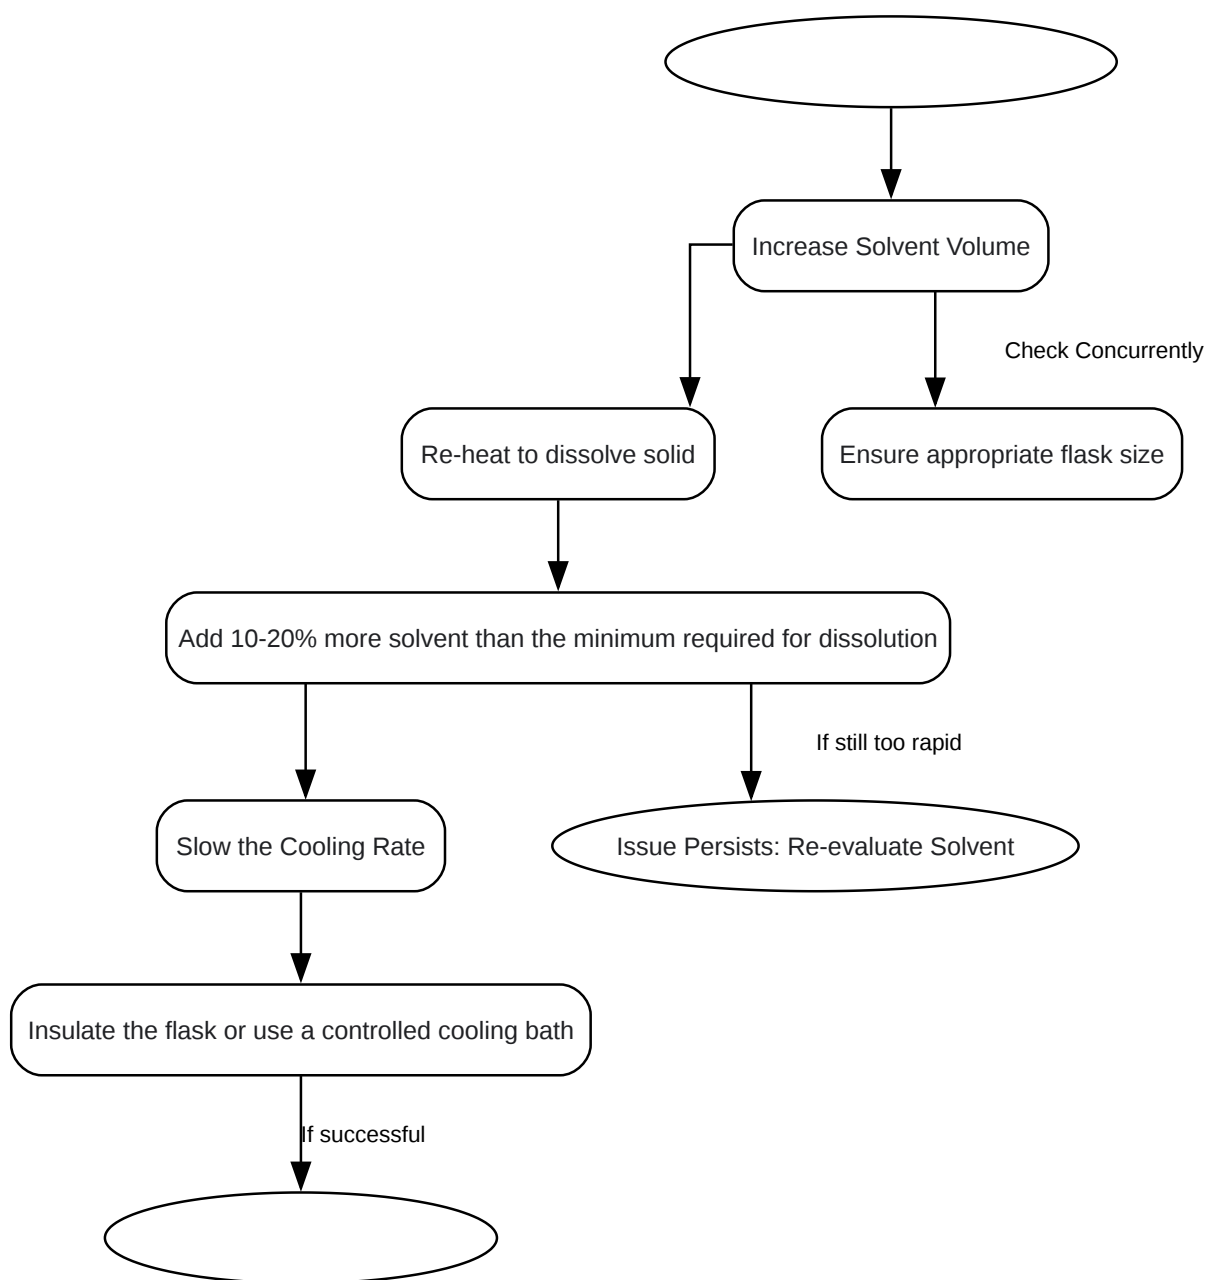 Increase Solvent Volume
Check Concurrently
Re-heat to dissolve solid
Ensure appropriate flask size
Add 10-20% more solvent than the minimum required for dissolution
If still too rapid
Slow the Cooling Rate
Issue Persists: Re-evaluate Solvent
Insulate the flask or use a controlled cooling bath
If successful